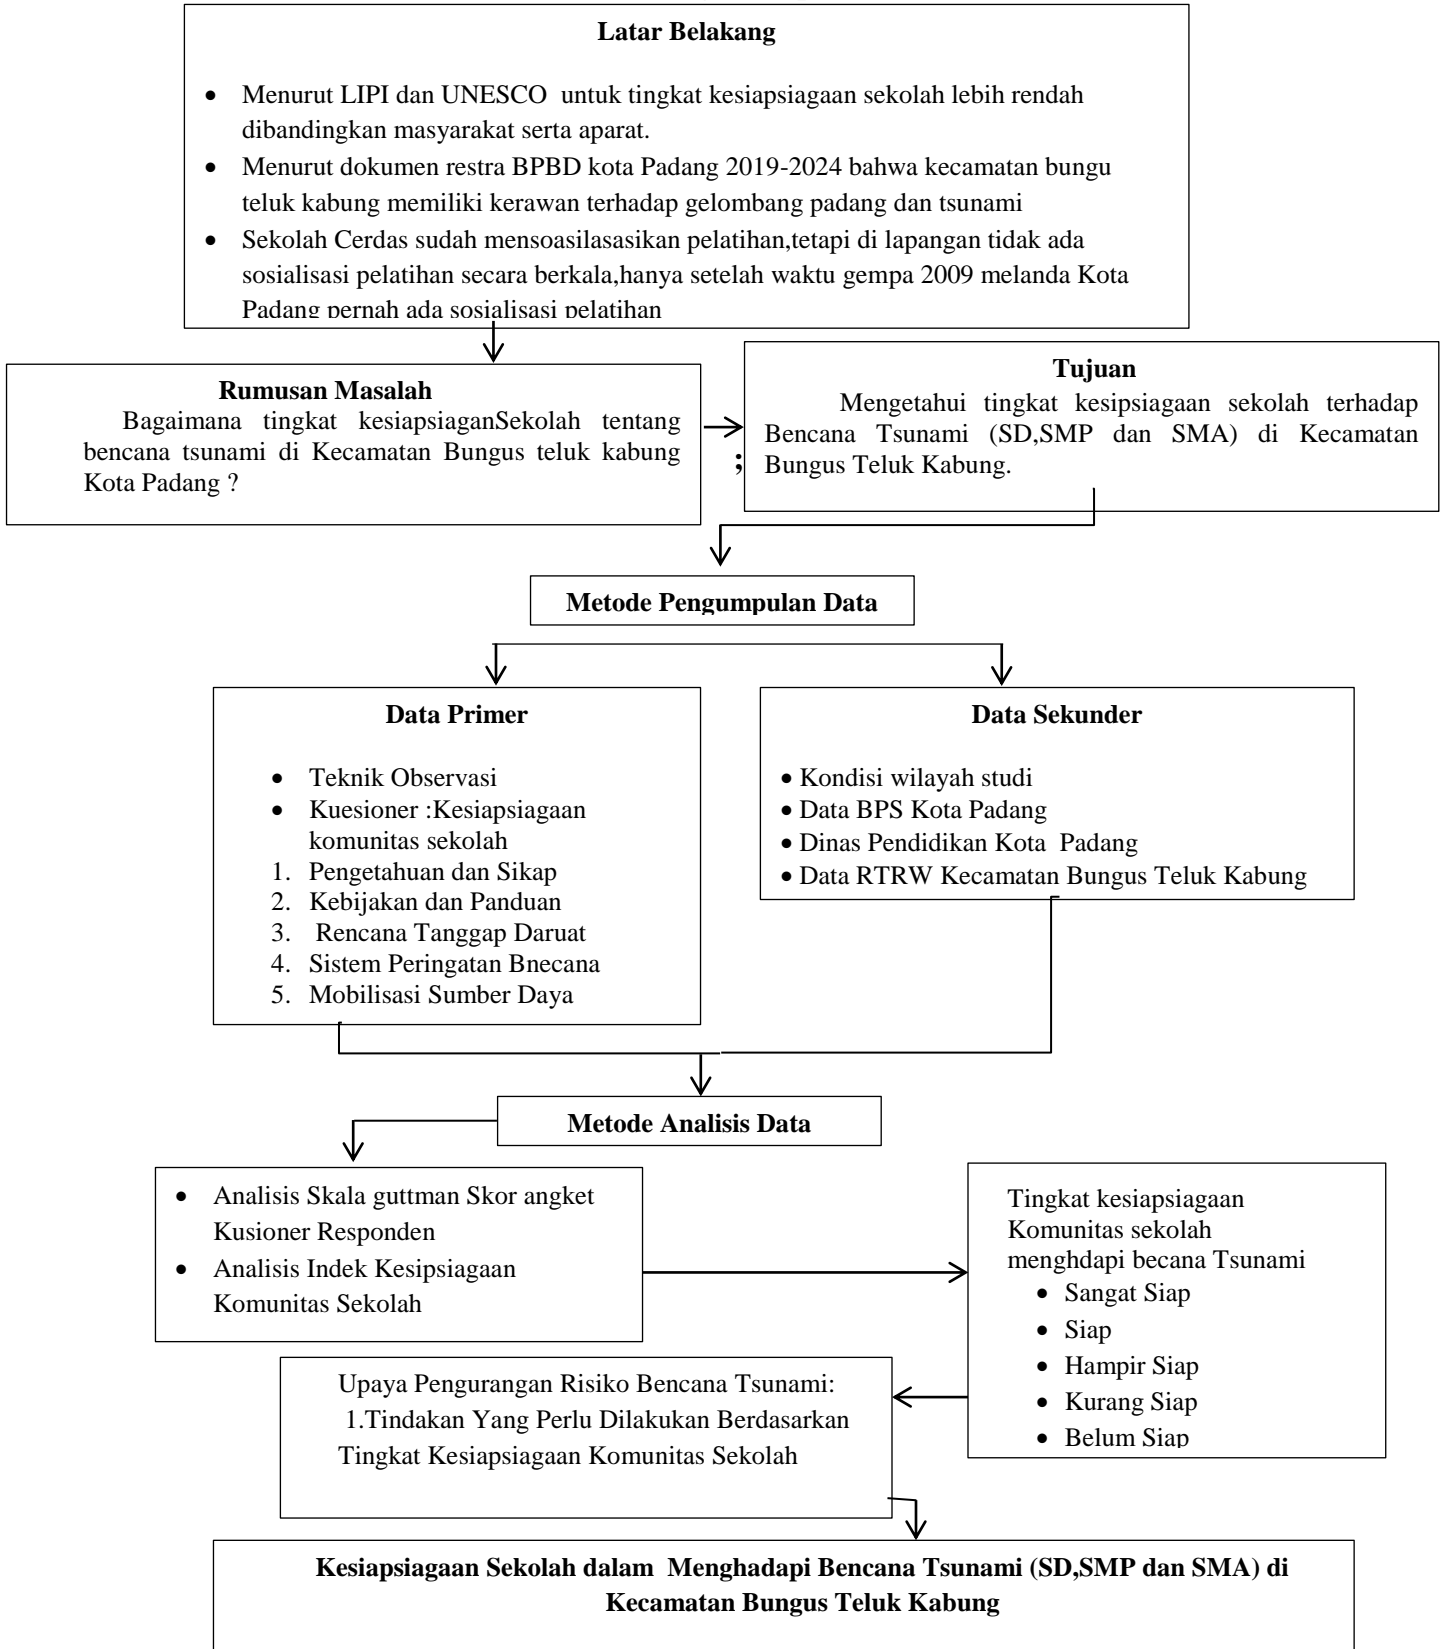 Latar Belakang
• Menurut LIPI dan UNESCO untuk tingkat kesiapsiagaan sekolah lebih rendah
dibandingkan masyarakat serta aparat.
• Menurut dokumen restra BPBD kota Padang 2019-2024 bahwa kecamatan bungu
teluk kabung memiliki kerawan terhadap gelombang padang dan tsunami
• Sekolah Cerdas sudah mensoasilasasikan pelatihan,tetapi di lapangan tidak ada
sosialisasi pelatihan secara berkala,hanya setelah waktu gempa 2009 melanda Kota
Padang pernah ada sosialisasi pelatihan
Rumusan Masalah
Bagaimana tingkat kesiapsiaganSekolah tentang
bencana tsunami di Kecamatan Bungus teluk kabung
Kota Padang ?
;
Tujuan
Mengetahui tingkat kesipsiagaan sekolah terhadap
Bencana Tsunami (SD,SMP dan SMA) di Kecamatan
Bungus Teluk Kabung.
Metode Pengumpulan Data
Data Primer
• Teknik Observasi
• Kuesioner :Kesiapsiagaan
komunitas sekolah
1. Pengetahuan dan Sikap
2. Kebijakan dan Panduan
3. Rencana Tanggap Daruat
4. Sistem Peringatan Bnecana
5. Mobilisasi Sumber Daya
Data Sekunder
• Kondisi wilayah studi
• Data BPS Kota Padang
• Dinas Pendidikan Kota Padang
• Data RTRW Kecamatan Bungus Teluk Kabung
Metode Analisis Data
• Analisis Skala guttman Skor angket
Kusioner Responden
• Analisis Indek Kesipsiagaan
Komunitas Sekolah
Tingkat kesiapsiagaan
Komunitas sekolah
menghdapi becana Tsunami
• Sangat Siap
• Siap
• Hampir Siap
• Kurang Siap
• Belum Siap
Upaya Pengurangan Risiko Bencana Tsunami:
1.Tindakan Yang Perlu Dilakukan Berdasarkan
Tingkat Kesiapsiagaan Komunitas Sekolah
Kesiapsiagaan Sekolah dalam Menghadapi Bencana Tsunami (SD,SMP dan SMA) di
Kecamatan Bungus Teluk Kabung